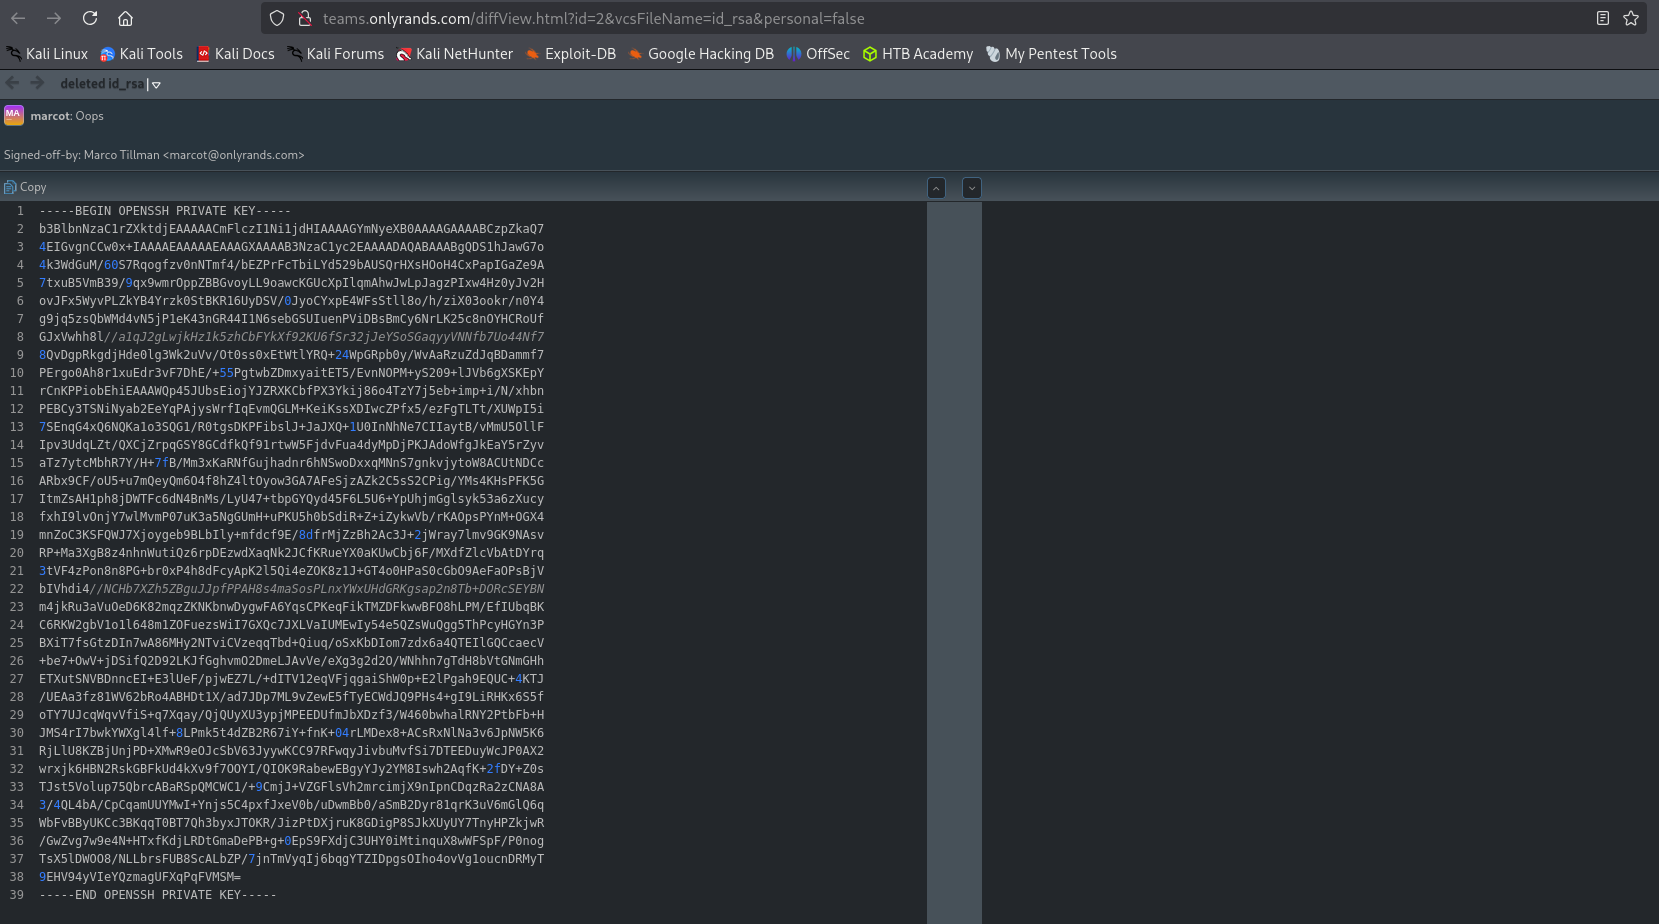 teams.onlyrands.com/diffView.html?id=2&vcsFileName=id_rsa&personal=false
Kali Linux Kali Tools Kali Docs Kali Forums Kali NetHunter Exploit-DB Google Hacking DB OffSec HTB Academy My Pentest Tools
deleted id_rsa
MA marcot: Oops
Signed-off-by: Marco Tillman <marcot@onlyrands.com>
Copy
1 -----BEGIN OPENSSH PRIVATE KEY-----
2 b3BlbnNzaC1rZXktdjEAAAAACmFlczI1Ni1jdHIAAAAGYmNyeXB0AAAAGAAAABCzpZkaQ7
3 4EIGvgnCCw0x+IAAAAEAAAAAEAAAGXAAAAB3NzaC1yc2EAAAADAQABAAABgQDS1hJawG7o
4 4k3WdGuM/60S7Rqogfzv0nNTmf4/bEZPrFcTbiLYd529bAUSQrHXsHOoH4CxPapIGaZe9A
5 7txuB5VmB39/9qx9wmrOppZBBGvoyLL9oawcKGUcXpIlqmAhwJwLpJagzPIxw4Hz0yJv2H
6 ovJFx5WyvPLZkYB4Yrzk0StBKR16UyDSV/0JyoCYxpE4WFsStll8o/h/ziX03ookr/n0Y4
7 g9jq5zsQbWMd4vN5jP1eK43nGR44I1N6sebGSUIuenPViDBsBmCy6NrLK25c8nOYHCRoUf
8 GJxVwhh8l//a1qJ2gLwjkHz1k5zhCbFYkXf92KU6fSr32jJeYSoSGaqyyVNNfb7Uo44Nf7
9 8QvDgpRkgdjHde0lg3Wk2uVv/Ot0ss0xEtWtlYRQ+24WpGRpb0y/WvAaRzuZdJqBDammf7
10 PErgo0Ah8r1xuEdr3vF7DhE/+55PgtwbZDmxyaitET5/EvnNOPM+yS209+lJVb6gXSKEpY
11 rCnKPPiobEhiEAAAWQp45JUbsEiojYJZRXKCbfPX3Ykij86o4TzY7j5eb+imp+i/N/xhbn
12 PEBCy3TSNiNyab2EeYqPAjysWrfIqEvmQGLM+KeiKssXDIwcZPfx5/ezFgTLTt/XUWpI5i
13 7SEnqG4xQ6NQKa1o3SQG1/R0tgsDKPFibslJ+JaJXQ+1U0InNhNe7CIIaytB/vMmU5OllF
14 Ipv3UdqLZt/QXCjZrpqGSY8GCdfkQf91rtwW5FjdvFua4dyMpDjPKJAdoWfgJkEaY5rZyv
15 aTz7ytcMbhR7Y/H+7fB/Mm3xKaRNfGujhadnr6hNSwoDxxqMNnS7gnkvjytoW8ACUtNDCc
16 ARbx9CF/oU5+u7mQeyQm6O4f8hZ4ltOyow3GA7AFeSjzAZk2C5sS2CPig/YMs4KHsPFK5G
17 ItmZsAH1ph8jDWTFc6dN4BnMs/LyU47+tbpGYQyd45F6L5U6+YpUhjmGglsyk53a6zXucy
18 fxhI9lvOnjY7wlMvmP07uK3a5NgGUmH+uPKU5h0bSdiR+Z+iZykwVb/rKAOpsPYnM+OGX4
19 mnZoC3KSFQWJ7Xjoygeb9BLbIly+mfdcf9E/8dfrMjZzBh2Ac3J+2jWray7lmv9GK9NAsv
20 RP+Ma3XgB8z4nhnWutiQz6rpDEzwdXaqNk2JCfKRueYX0aKUwCbj6F/MXdfZlcVbAtDYrq
21 3tVF4zPon8n8PG+br0xP4h8dFcyApK2l5Qi4eZOK8z1J+GT4o0HPaS0cGbO9AeFaOPsBjV
22 bIVhdi4//NCHb7XZh5ZBguJJpfPPAH8s4maSosPLnxYWxUHdGRKgsap2n8Tb+DORcSEYBN
23 m4jkRu3aVuOeD6K82mqzZKNKbnwDygwFA6YqsCPKeqFikTMZDFkwwBFO8hLPM/EfIUbqBK
24 C6RKW2gbV1o1l648m1ZOFuezsWiI7GXQc7JXLVaIUMEwIy54e5QZsWuQgg5ThPcyHGYn3P
25 BXiT7fsGtzDIn7wA86MHy2NTviCVzeqqTbd+Qiuq/oSxKbDIom7zdx6a4QTEIlGQCcaecV
26 +be7+OwV+jDSifQ2D92LKJfGghvmO2DmeLJAvVe/eXg3g2d2O/WNhhn7gTdH8bVtGNmGHh
27 ETXutSNVBDnncEI+E3lUeF/pjwEZ7L/+dITV12eqVFjqgaiShW0p+E2lPgah9EQUC+4KTJ
28 /UEAa3fz81WV62bRo4ABHDt1X/ad7JDp7ML9vZewE5fTyECWdJQ9PHs4+gI9LiRHKx6S5f
29 oTY7UJcqWqvVfiS+q7Xqay/QjQUyXU3ypjMPEEDUfmJbXDzf3/W460bwhalRNY2PtbFb+H
30 JMS4rI7bwkYWXgl4lf+8LPmk5t4dZB2R67iY+fnK+04rLMDex8+ACsRxNlNa3v6JpNW5K6
31 RjLlU8KZBjUnjPD+XMwR9eOJcSbV63JyywKCC97RFwqyJivbuMvfSi7DTEEDuyWcJP0AX2
32 wrxjk6HBN2RskGBFkUd4kXv9f7OOYI/QIOK9RabewEBgyYJy2YM8Iswh2AqfK+2fDY+Z0s
33 TJst5Volup75QbrcABaRSpQMCWC1/+9CmjJ+VZGFlsVh2mrcimjX9nIpnCDqzRa2zCNA8A
34 3/4QL4bA/CpCqamUUYMwI+Ynjs5C4pxfJxeV0b/uDwmBb0/aSmB2Dyr81qrK3uV6mGlQ6q
35 WbFvBByUKCc3BKqqT0BT7Qh3byxJTOKR/JizPtDXjruK8GDigP8SJkXUyUY7TnyHPZkjwR
36 /GwZvg7w9e4N+HTxfKdjLRDtGmaDePB+g+0EpS9FXdjC3UHY0iMtinquX8wWFSpF/P0nog
37 TsX5lDWOO8/NLLbrsFUB8ScALbZP/7jnTmVyqIj6bqgYTZIDpgsOIho4ovVg1oucnDRMyT
38 9EHV94yVIeYQzmagUFXqPqFVMSM=
39 -----END OPENSSH PRIVATE KEY-----